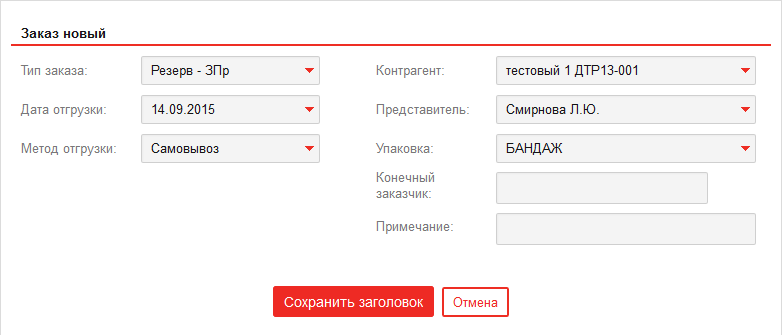 Заказ новый
Тип заказа: Резерв - ЗПр
Контрагент: тестовый 1 ДТР13-001
Дата отгрузки: 14.09.2015
Представитель: Смирнова Л.Ю.
Метод отгрузки: Самовывоз
Упаковка: БАНДАЖ
Конечный
заказчик:
Примечание:
Сохранить заголовок
Отмена